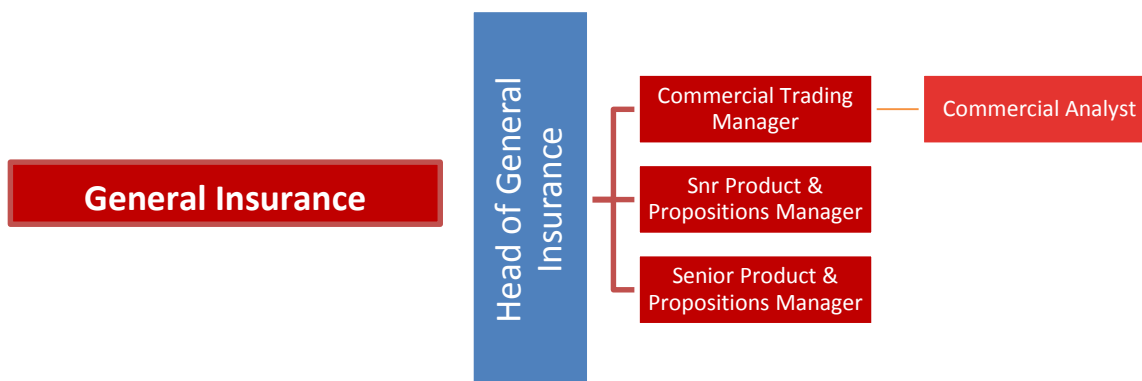 General Insurance
Head of General
Insurance
Commercial Trading
Manager
Commercial Analyst
Snr Product &
Propositions Manager
Senior Product &
Propositions Manager